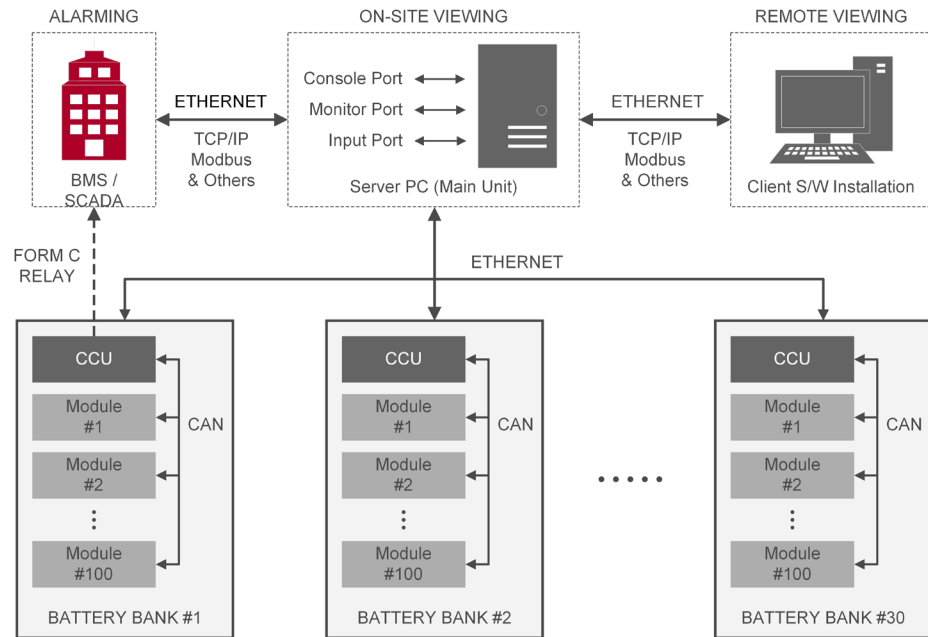 ALARMING
ON-SITE VIEWING
REMOTE VIEWING
Console Port
Monitor Port
Input Port
ETHERNET
TCP/IP
Modbus
& Others
ETHERNET
TCP/IP
Modbus
& Others
BMS /
SCADA
Server PC (Main Unit)
Client S/W Installation
FORM C
RELAY
ETHERNET
CCU
Module
#1
Module
#2
Module
#100
CAN
BATTERY BANK #1
CCU
Module
#1
Module
#2
Module
#100
CAN
BATTERY BANK #2
CCU
Module
#1
Module
#2
Module
#100
CAN
BATTERY BANK #30